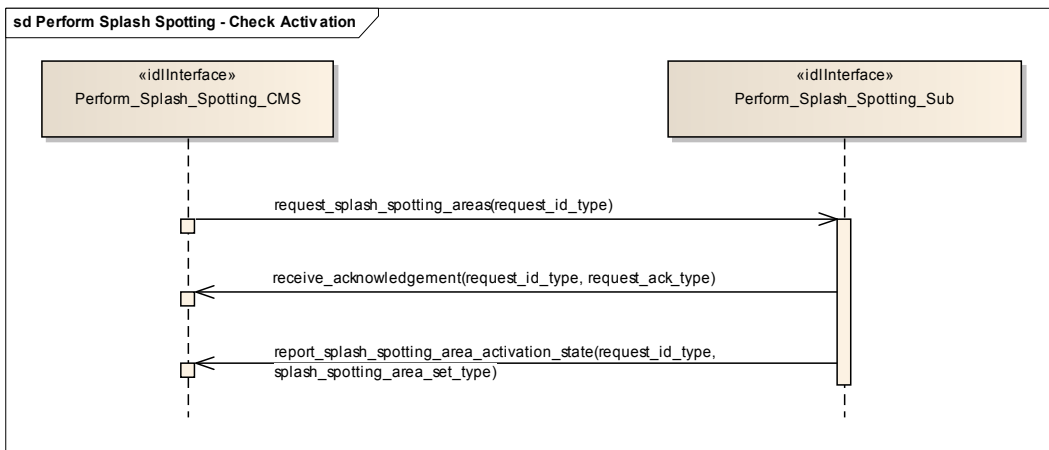 sd Perform Splash Spotting - Check Activation
«idlInterface»
Perform_Splash_Spotting_CMS
«idlInterface»
Perform_Splash_Spotting_Sub
request_splash_spotting_areas(request_id_type)
receive_acknowledgement(request_id_type, request_ack_type)
report_splash_spotting_area_activation_state(request_id_type,
splash_spotting_area_set_type)